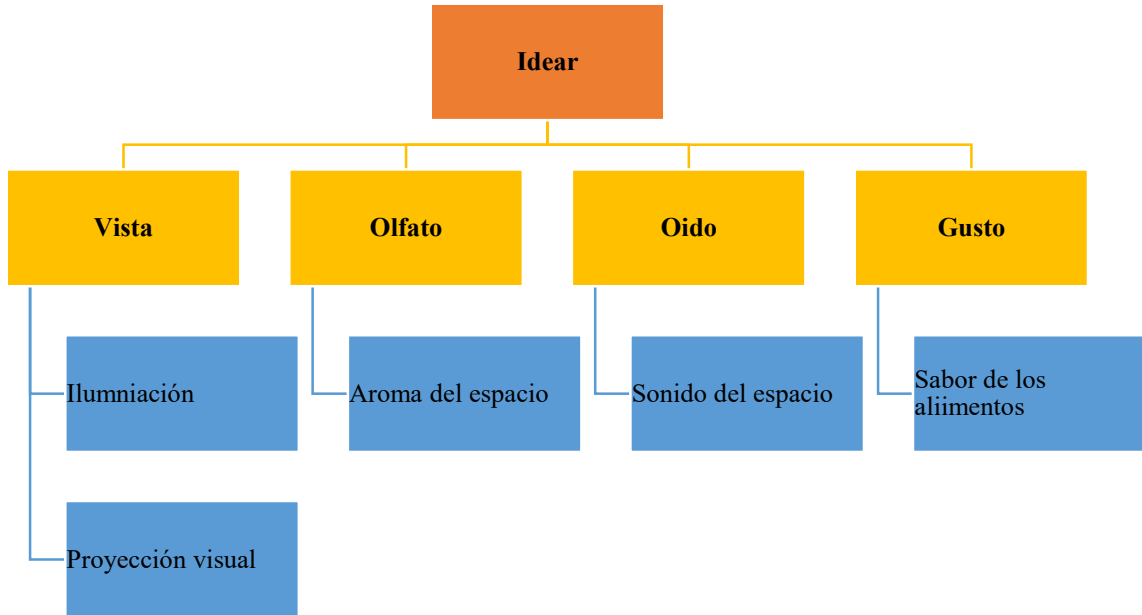 Idear
Vista
Olfato
Oido
Gusto
Ilumniación
Aroma del espacio
Sonido del espacio
Sabor de los
aliimentos
Proyección visual